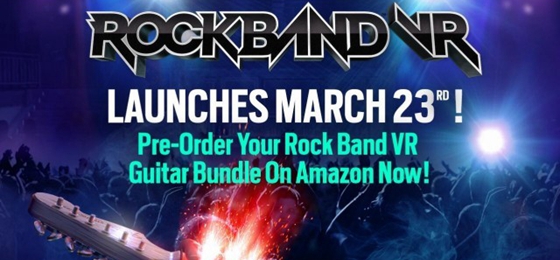 ROCKBAND VR
LAUNCHES MARCH 23RD!
Pre-Order Your Rock Band VR
Guitar Bundle On Amazon Now!